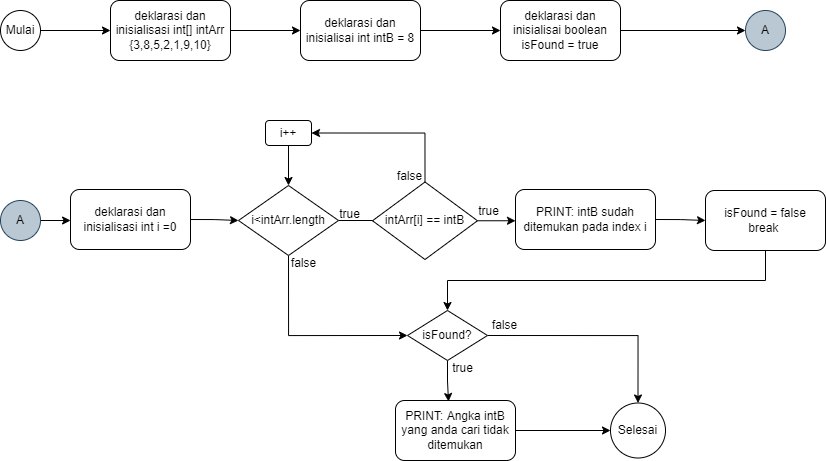 Mulai
deklarasi dan
inisialisasi int[] intArr
{3,8,5,2,1,9,10}
deklarasi dan
inisialisai int intB = 8
deklarasi dan
inisialisai boolean
isFound = true
A
i++
false
A
deklarasi dan
inisialisasi int i =0
i<intArr.length
true
intArr[i] == intB
true
PRINT: intB sudah
ditemukan pada index i
isFound = false
break
false
isFound?
false
true
PRINT: Angka intB
yang anda cari tidak
ditemukan
Selesai